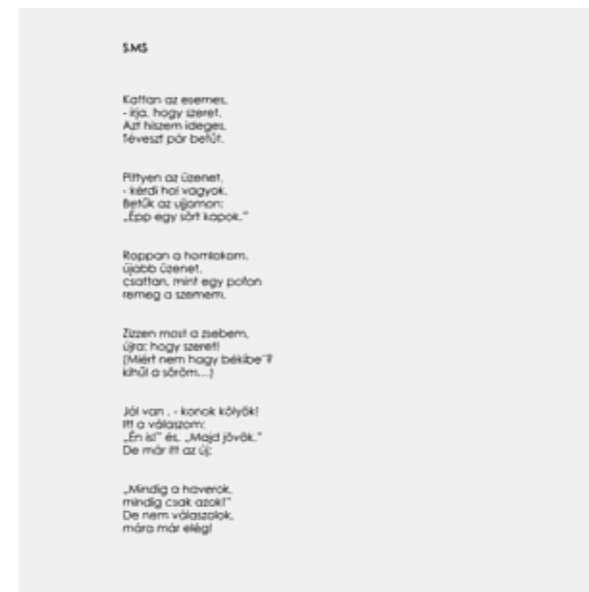 SMS
Kattan az esemes,
- írja, hogy szeret.
Azt hiszem ideges,
Téveszt pár betűt.
Pittyen az üzenet,
- kérdi hol vagyok.
Betűk az ujjamon:
„Épp egy sört kapok."
Roppan a homlokom,
újabb üzenet,
csattan, mint egy pofon
remeg a szemem.
Zizzen most a zsebem,
újra: hogy szeret!
(Miért nem hagy békibe"?
kihűl a söröm...)
Jól van , - konok kölyök!
Itt a válaszom:
„Én is!" és, „Majd jövök."
De már itt az új:
„Mindig a haverok,
mindig csak azok!"
De nem válaszolok,
mára már elég!